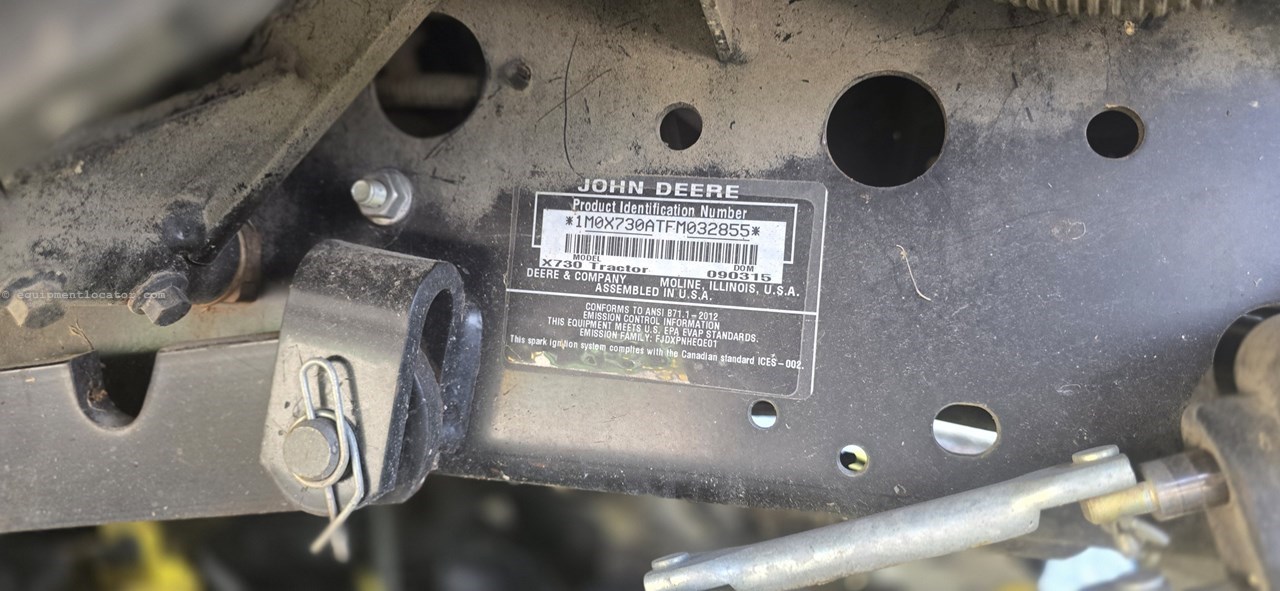 JOHN DEERE
Product Identification Number
*1M0X730ATFM032855*
MODEL DOM
X730 Tractor 090315
DEERE & COMPANY MOLINE, ILLINOIS, U.S.A.
ASSEMBLED IN U.S.A.
CONFORMS TO ANSI B71.1-2012
EMISSION CONTROL INFORMATION
THIS EQUIPMENT MEETS U.S. EPA EVAP STANDARDS.
EMISSION FAMILY: FJDXPNHEQE01
This spark ignition system complies with the Canadian standard ICES-002.
© equipmentlocator.com